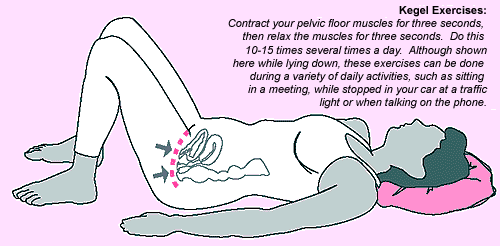 Kegel Exercises:
Contract your pelvic floor muscles for three seconds,
then relax the muscles for three seconds. Do this
10-15 times several times a day. Although shown
here while lying down, these exercises can be done
during a variety of daily activities, such as sitting
in a meeting, while stopped in your car at a traffic
light or when talking on the phone.